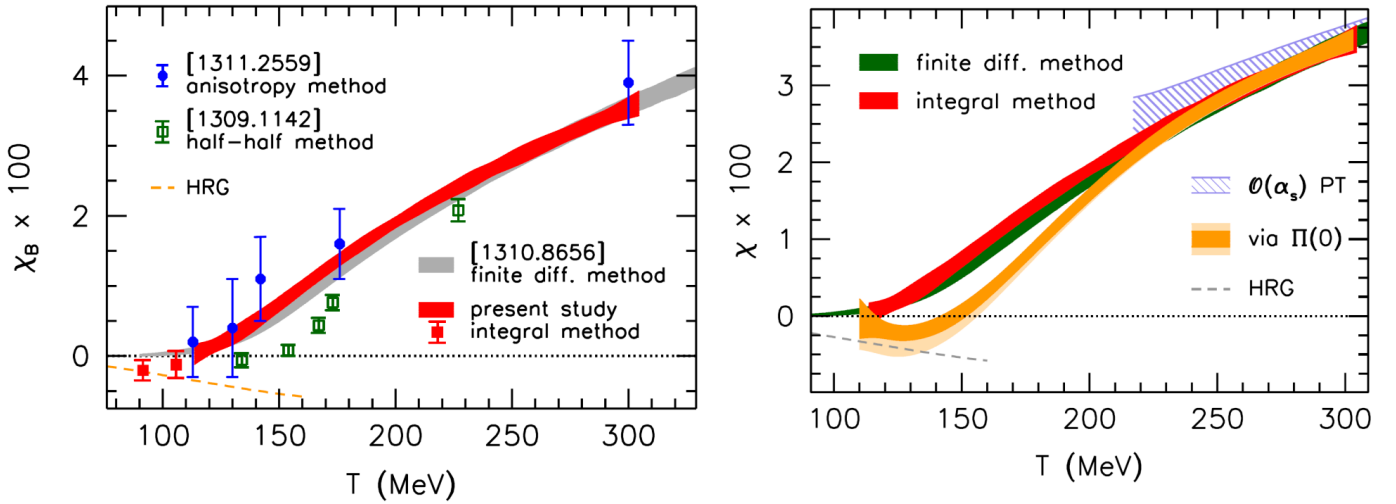 [1311.2559]
anisotropy method
[1309.1142]
half-half method
HRG
[1310.8656]
finite diff. method
present study
integral method
χ_B × 100
4
2
0
100 150 200 250 300
T (MeV)
finite diff. method
integral method
𝒪(α_s) PT
via Π(0)
HRG
χ × 100
3
2
1
0
100 150 200 250 300
T (MeV)